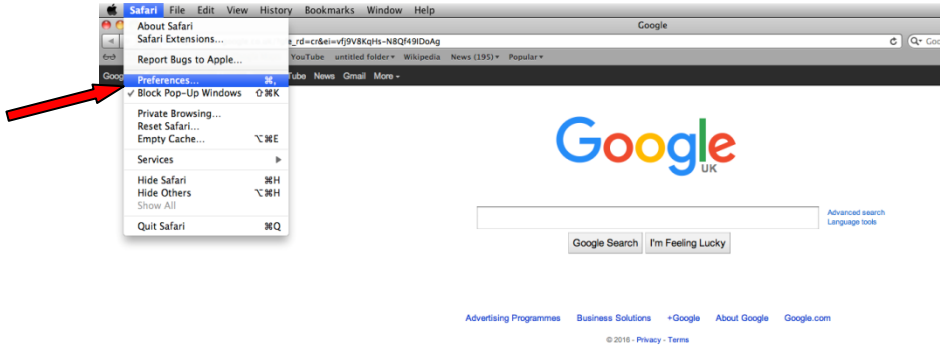 Safari File Edit View History Bookmarks Window Help
Google
e_rd=cr&ei=vfj9V8KqHs-N8Qf49IDoAg
YouTube untitled folder Wikipedia News (195) Popular
Tube News Gmail More
About Safari
Safari Extensions...
Report Bugs to Apple...
Preferences... ⌘,
✓ Block Pop-Up Windows ⇧⌘K
Private Browsing...
Reset Safari...
Empty Cache... ⌥⌘E
Services ▶
Hide Safari ⌘H
Hide Others ⌥⌘H
Show All
Quit Safari ⌘Q
Google
UK
Advanced search
Language tools
Google Search I'm Feeling Lucky
Advertising Programmes Business Solutions +Google About Google Google.com
© 2016 - Privacy - Terms